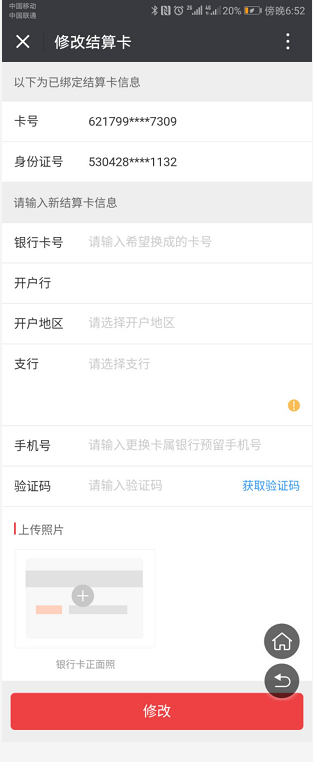 中国移动
中国联通
20% 傍晚6:52
修改结算卡
以下为已绑定结算卡信息
卡号 621799****7309
身份证号 530428****1132
请输入新结算卡信息
银行卡号 请输入希望换成的卡号
开户行
开户地区 请选择开户地区
支行 请选择支行
手机号 请输入更换卡属银行预留手机号
验证码 请输入验证码 获取验证码
上传照片
银行卡正面照
修改